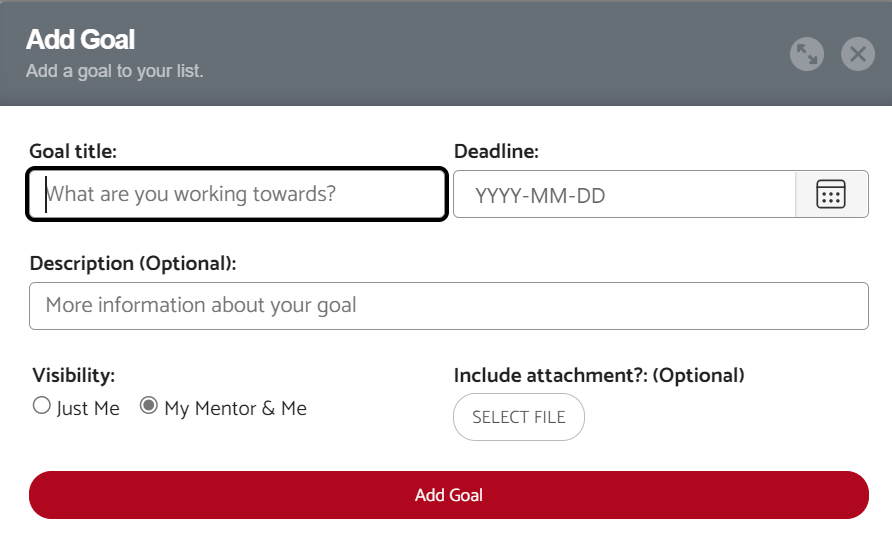 Add Goal
Add a goal to your list.
Goal title: Deadline:
What are you working towards? YYYY-MM-DD
Description (Optional):
More information about your goal
Visibility: Include attachment?: (Optional)
Just Me My Mentor & Me SELECT FILE
Add Goal